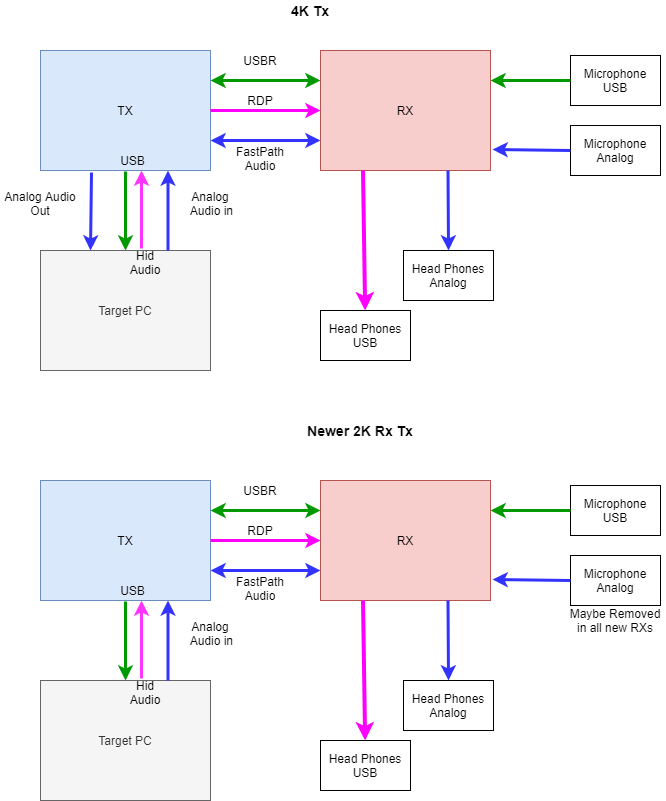 4K Tx
USBR
Microphone
USB
TX
RDP
RX
FastPath
Audio
Microphone
Analog
USB
Analog Audio
Out
Analog
Audio in
Hid
Audio
Head Phones
Analog
Target PC
Head Phones
USB
Newer 2K Rx Tx
USBR
Microphone
USB
TX
RDP
RX
FastPath
Audio
Microphone
Analog
USB
Maybe Removed
in all new RXs
Analog
Audio in
Hid
Audio
Head Phones
Analog
Target PC
Head Phones
USB